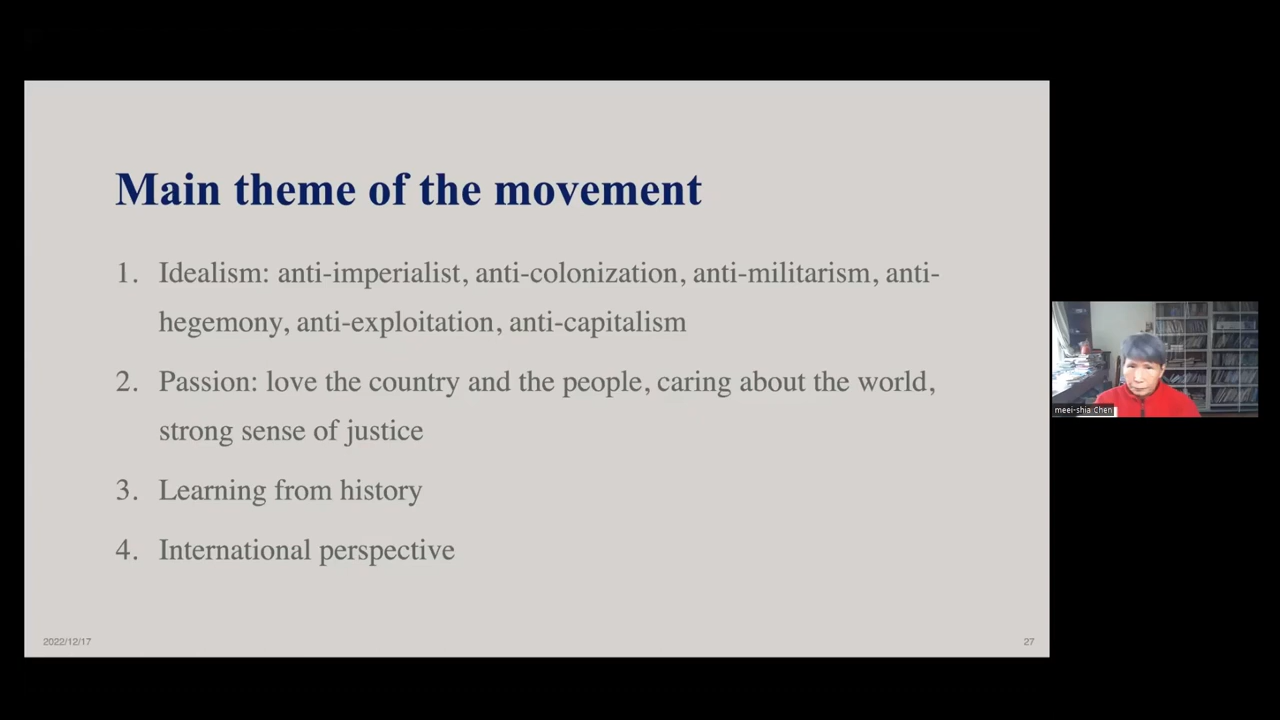 Main theme of the movement
1. Idealism: anti-imperialist, anti-colonization, anti-militarism, anti-
hegemony, anti-exploitation, anti-capitalism
2. Passion: love the country and the people, caring about the world,
strong sense of justice
3. Learning from history
4. International perspective
2022/12/17
27
meei-shia Chen